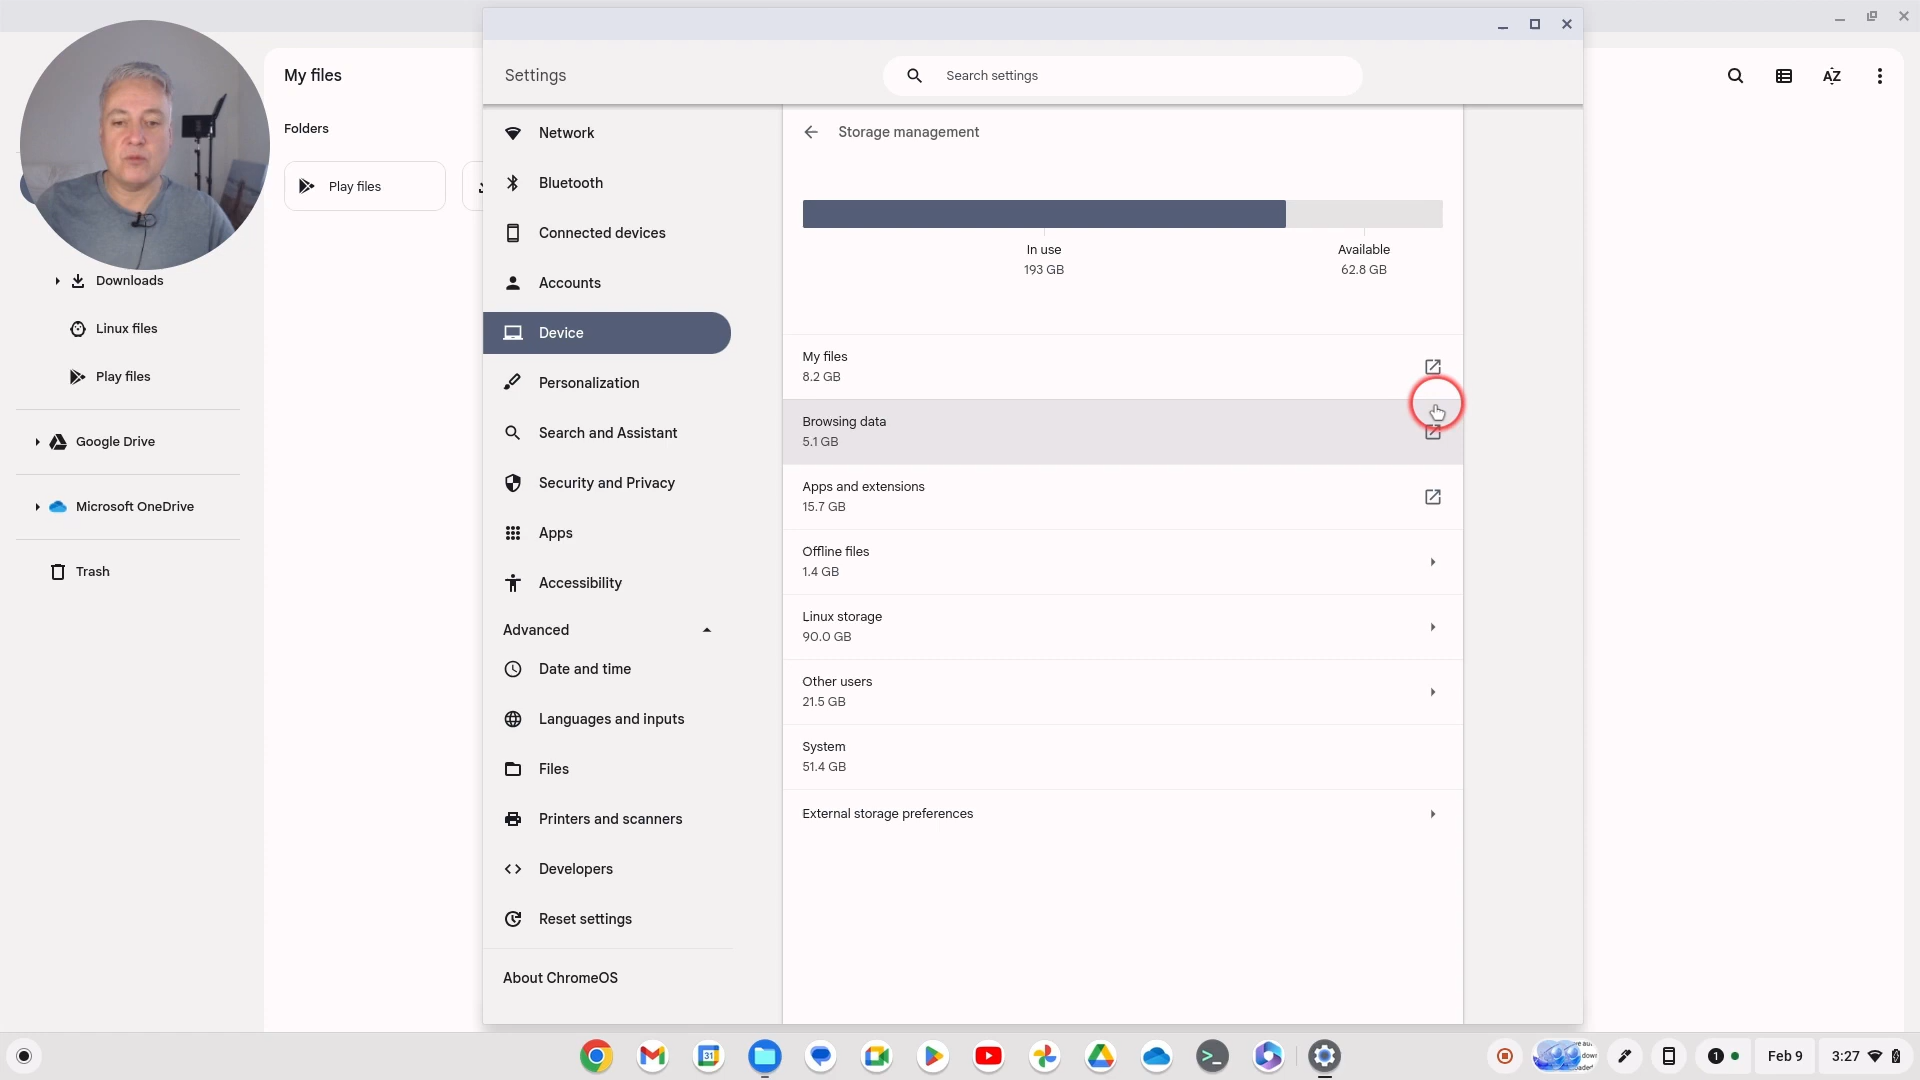 My files
Folders
Play files
Downloads
Linux files
Play files
Google Drive
Microsoft OneDrive
Trash
Settings
Search settings
Network
Bluetooth
Connected devices
Accounts
Device
Personalization
Search and Assistant
Security and Privacy
Apps
Accessibility
Advanced
Date and time
Languages and inputs
Files
Printers and scanners
Developers
Reset settings
About ChromeOS
Storage management
In use
193 GB
Available
62.8 GB
My files
8.2 GB
Browsing data
5.1 GB
Apps and extensions
15.7 GB
Offline files
1.4 GB
Linux storage
90.0 GB
Other users
21.5 GB
System
51.4 GB
External storage preferences
AZ
31
1
Feb 9
3:27